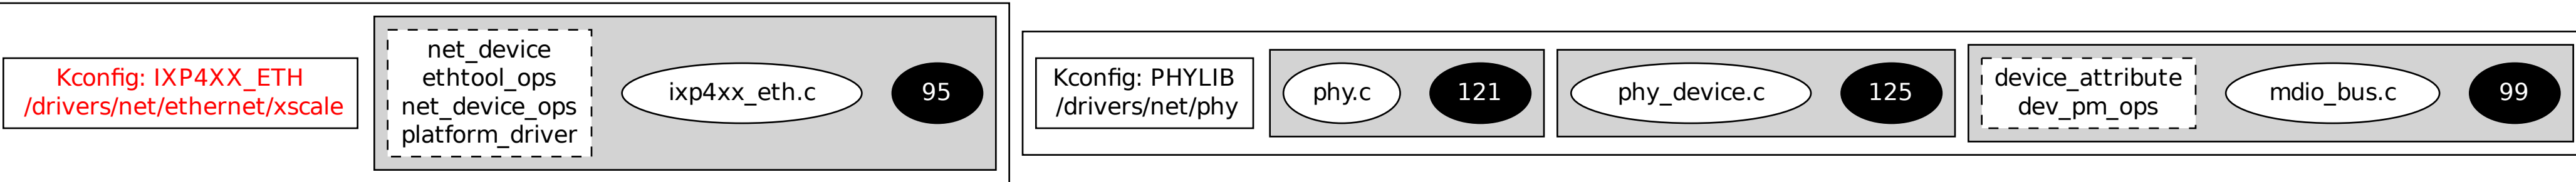 Kconfig: IXP4XX_ETH
/drivers/net/ethernet/xscale
net_device
ethtool_ops
net_device_ops
platform_driver
ixp4xx_eth.c
95
Kconfig: PHYLIB
/drivers/net/phy
phy.c
121
phy_device.c
125
device_attribute
dev_pm_ops
mdio_bus.c
99